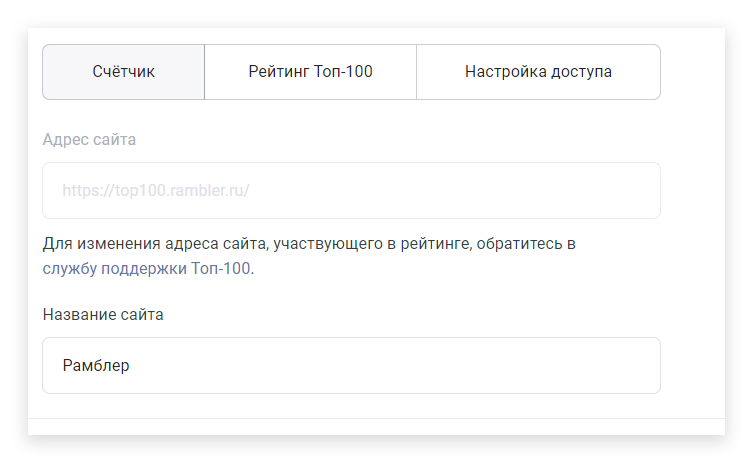 Счётчик Рейтинг Топ-100 Настройка доступа
Адрес сайта
https://top100.rambler.ru/
Для изменения адреса сайта, участвующего в рейтинге, обратитесь в
службу поддержки Топ-100.
Название сайта
Рамблер